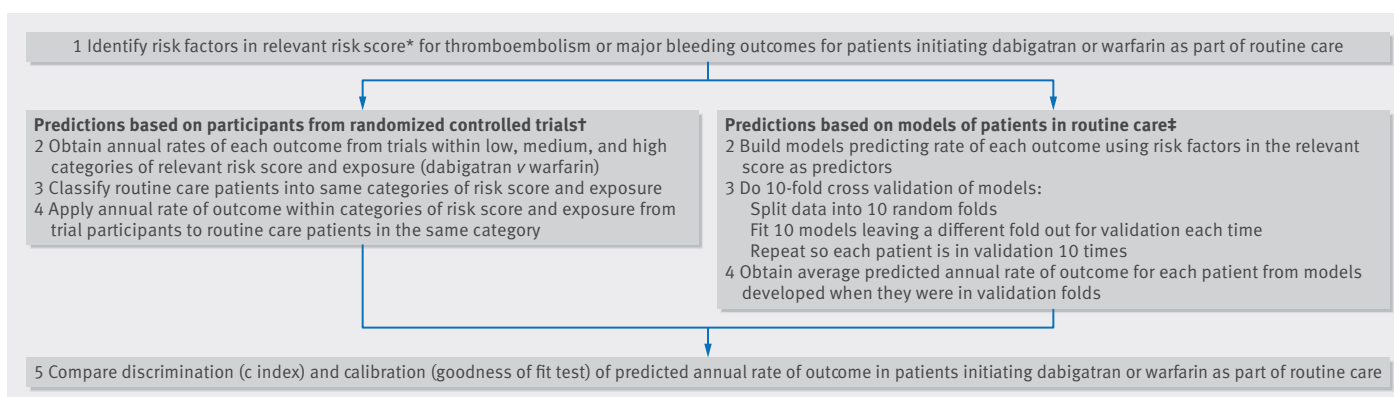 1 Identify risk factors in relevant risk score* for thromboembolism or major bleeding outcomes for patients initiating dabigatran or warfarin as part of routine care
Predictions based on participants from randomized controlled trials†
2 Obtain annual rates of each outcome from trials within low, medium, and high
categories of relevant risk score and exposure (dabigatran v warfarin)
3 Classify routine care patients into same categories of risk score and exposure
4 Apply annual rate of outcome within categories of risk score and exposure from
trial participants to routine care patients in the same category
Predictions based on models of patients in routine care‡
2 Build models predicting rate of each outcome using risk factors in the relevant
score as predictors
3 Do 10-fold cross validation of models:
Split data into 10 random folds
Fit 10 models leaving a different fold out for validation each time
Repeat so each patient is in validation 10 times
4 Obtain average predicted annual rate of outcome for each patient from models
developed when they were in validation folds
5 Compare discrimination (c index) and calibration (goodness of fit test) of predicted annual rate of outcome in patients initiating dabigatran or warfarin as part of routine care